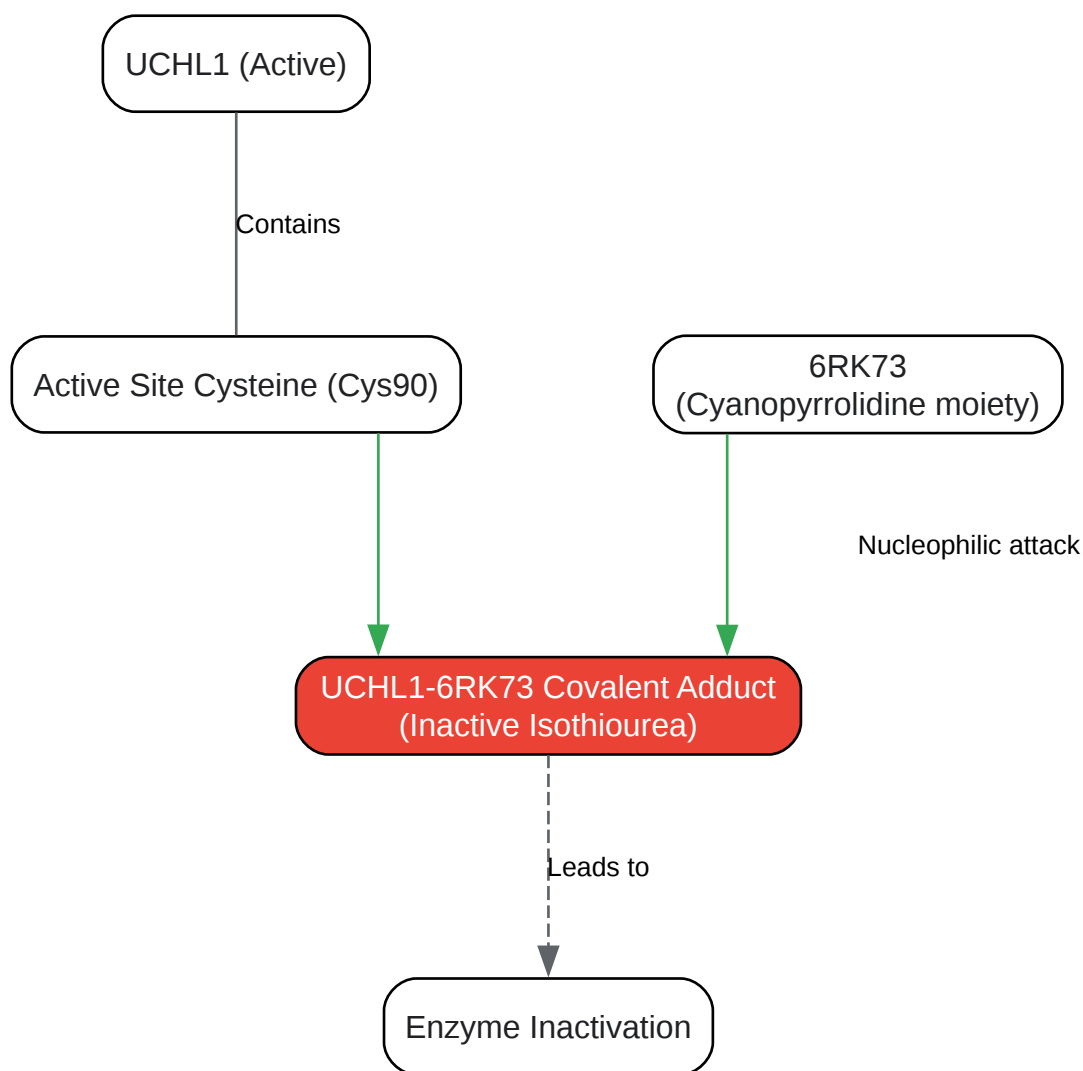 UCHL1 (Active)
Contains
Active Site Cysteine (Cys90)
6RK73
(Cyanopyrrolidine moiety)
Nucleophilic attack
UCHL1-6RK73 Covalent Adduct
(Inactive Isothiourea)
Leads to
Enzyme Inactivation